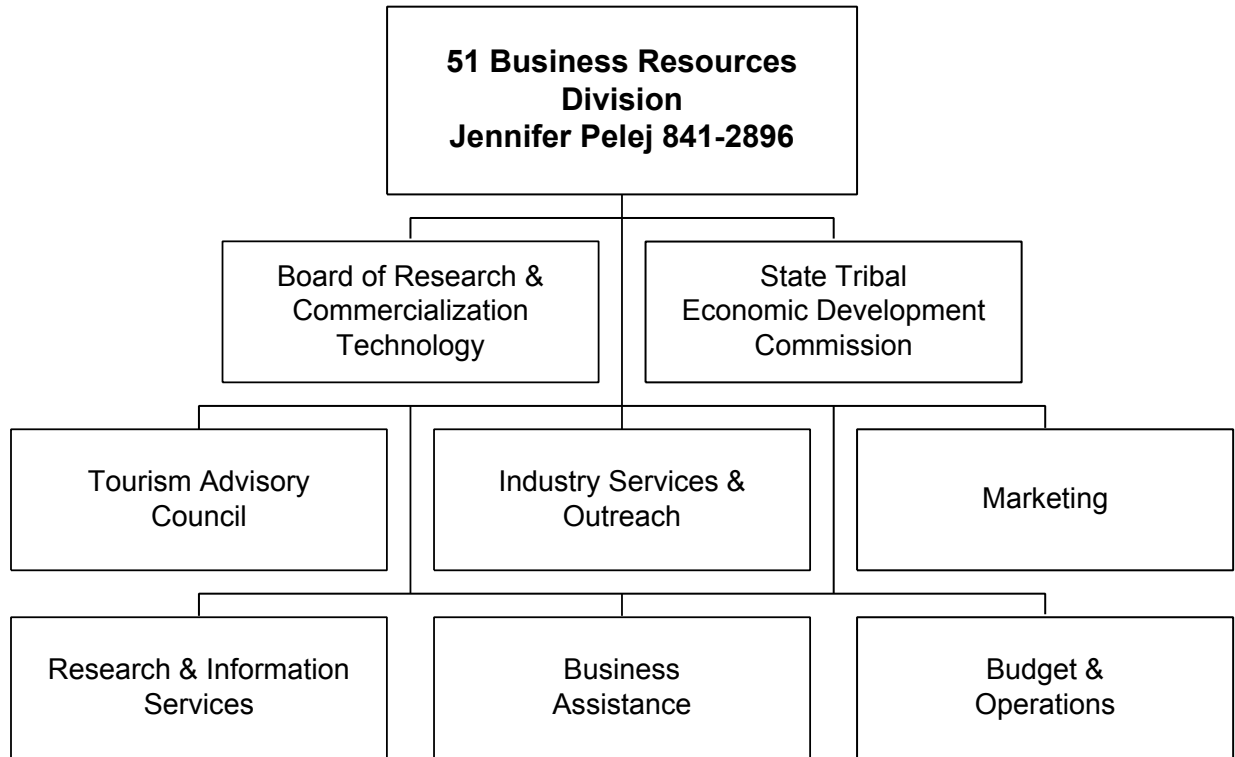 51 Business Resources
Division
Jennifer Pelej 841-2896
Board of Research &
Commercialization
Technology
State Tribal
Economic Development
Commission
Tourism Advisory
Council
Industry Services &
Outreach
Marketing
Research & Information
Services
Business
Assistance
Budget &
Operations